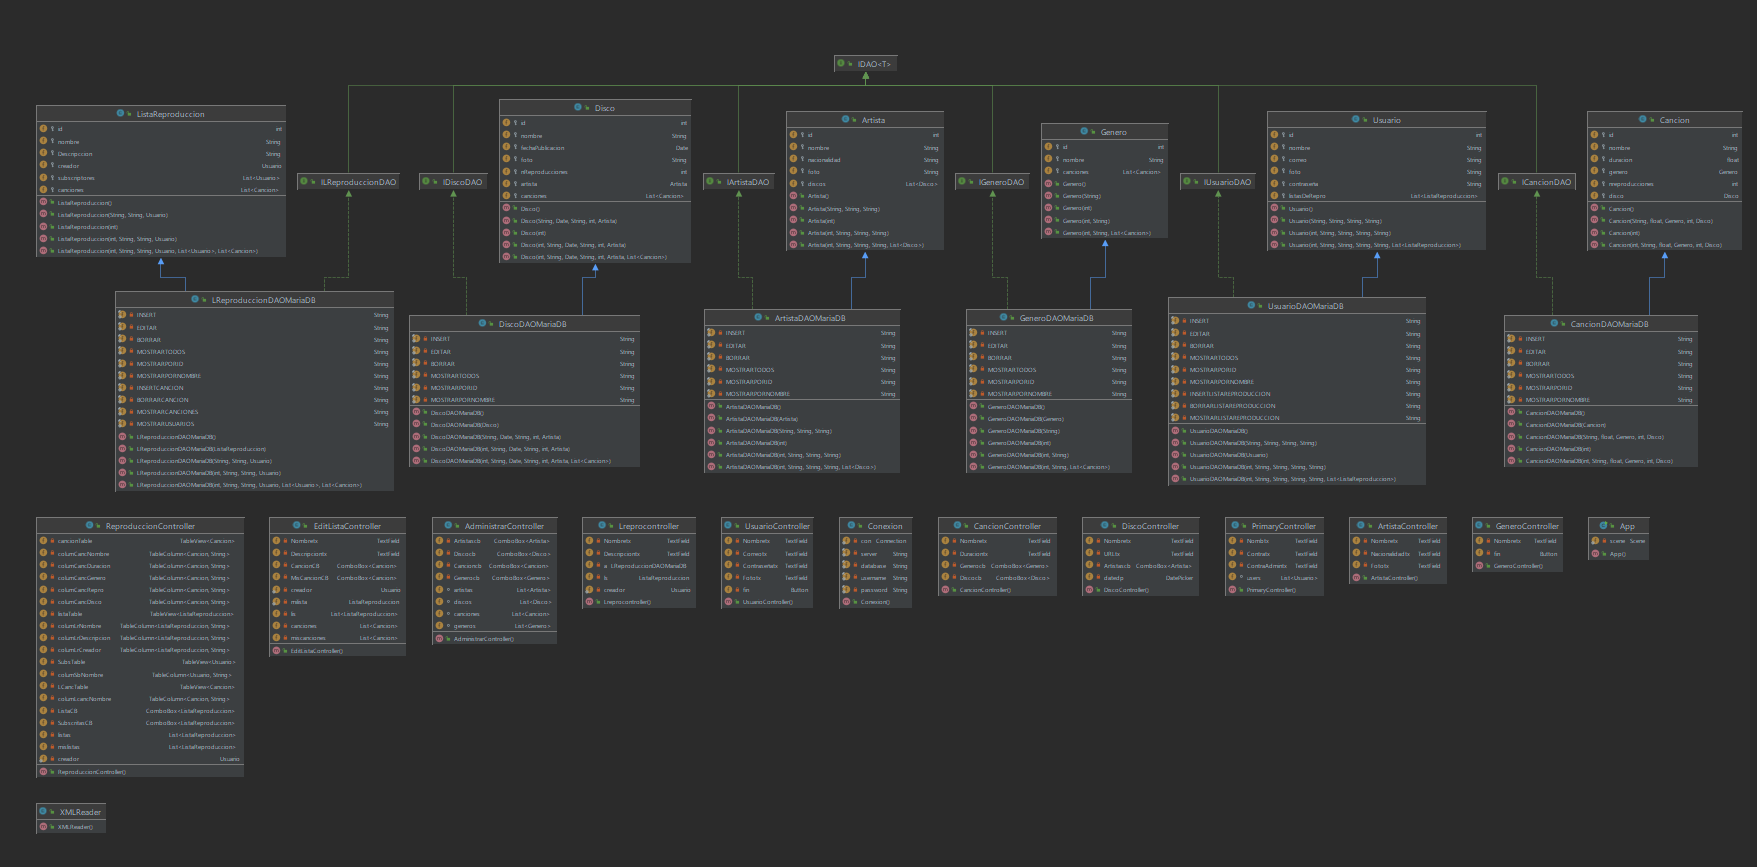 IDAO<T>
ListaReproduccion
id int
nombre String
Descripccion String
creador Usuario
subscriptores List<Usuario>
canciones List<Cancion>
ListaReproduccion()
ListaReproduccion(String, String, Usuario)
ListaReproduccion(int)
ListaReproduccion(int, String, String, Usuario)
ListaReproduccion(int, String, String, Usuario, List<Usuario>, List<Cancion>)
ILReproduccionDAO
IDiscoDAO
Disco
id int
nombre String
fechaPublicacion Date
foto String
nReproducciones int
artista Artista
canciones List<Cancion>
Disco()
Disco(String, Date, String, int, Artista)
Disco(int)
Disco(int, String, Date, String, int, Artista)
Disco(int, String, Date, String, int, Artista, List<Cancion>)
IArtistaDAO
Artista
id int
nombre String
nacionalidad String
foto String
discos List<Disco>
Artista()
Artista(String, String, String)
Artista(int)
Artista(int, String, String, String)
Artista(int, String, String, String, List<Disco>)
IGeneroDAO
Genero
id int
nombre String
canciones List<Cancion>
Genero()
Genero(String)
Genero(int)
Genero(int, String)
Genero(int, String, List<Cancion>)
IUsuarioDAO
Usuario
id int
nombre String
correo String
foto String
contraseña String
listasDeRepro List<ListaReproduccion>
Usuario()
Usuario(String, String, String, String)
Usuario(int, String, String, String, String)
Usuario(int, String, String, String, String, List<ListaReproduccion>)
ICancionDAO
Cancion
id int
nombre String
duracion float
genero Genero
nreproducciones int
disco Disco
Cancion()
Cancion(String, float, Genero, int, Disco)
Cancion(int)
Cancion(int, String, float, Genero, int, Disco)
LReproduccionDAOMariaDB
INSERT String
EDITAR String
BORRAR String
MOSTRARTODOS String
MOSTRARPORID String
MOSTRARPORNOMBRE String
INSERTCANCION String
BORRARCANCION String
MOSTRARCANCIONES String
MOSTRARUSUARIOS String
LReproduccionDAOMariaDB()
LReproduccionDAOMariaDB(ListaReproduccion)
LReproduccionDAOMariaDB(String, String, Usuario)
LReproduccionDAOMariaDB(int, String, String, Usuario)
LReproduccionDAOMariaDB(int, String, String, Usuario, List<Usuario>, List<Cancion>)
DiscoDAOMariaDB
INSERT String
EDITAR String
BORRAR String
MOSTRARTODOS String
MOSTRARPORID String
MOSTRARPORNOMBRE String
DiscoDAOMariaDB()
DiscoDAOMariaDB(Disco)
DiscoDAOMariaDB(String, Date, String, int, Artista)
DiscoDAOMariaDB(int, String, Date, String, int, Artista)
DiscoDAOMariaDB(int, String, Date, String, int, Artista, List<Cancion>)
ArtistaDAOMariaDB
INSERT String
EDITAR String
BORRAR String
MOSTRARTODOS String
MOSTRARPORID String
MOSTRARPORNOMBRE String
ArtistaDAOMariaDB()
ArtistaDAOMariaDB(Artista)
ArtistaDAOMariaDB(String, String, String)
ArtistaDAOMariaDB(int)
ArtistaDAOMariaDB(int, String, String, String)
ArtistaDAOMariaDB(int, String, String, String, List<Disco>)
GeneroDAOMariaDB
INSERT String
EDITAR String
BORRAR String
MOSTRARTODOS String
MOSTRARPORID String
MOSTRARPORNOMBRE String
GeneroDAOMariaDB()
GeneroDAOMariaDB(Genero)
GeneroDAOMariaDB(String)
GeneroDAOMariaDB(int)
GeneroDAOMariaDB(int, String)
GeneroDAOMariaDB(int, String, List<Cancion>)
UsuarioDAOMariaDB
INSERT String
EDITAR String
BORRAR String
MOSTRARTODOS String
MOSTRARPORID String
MOSTRARPORNOMBRE String
INSERTLISTAREPRODUCCION String
BORRARLISTAREPRODUCCION String
MOSTRARLISTAREPRODUCCION String
UsuarioDAOMariaDB()
UsuarioDAOMariaDB(String, String, String, String)
UsuarioDAOMariaDB(Usuario)
UsuarioDAOMariaDB(int, String, String, String, String)
UsuarioDAOMariaDB(int, String, String, String, String, List<ListaReproduccion>)
CancionDAOMariaDB
INSERT String
EDITAR String
BORRAR String
MOSTRARTODOS String
MOSTRARPORID String
MOSTRARPORNOMBRE String
CancionDAOMariaDB()
CancionDAOMariaDB(Cancion)
CancionDAOMariaDB(String, float, Genero, int, Disco)
CancionDAOMariaDB(int)
CancionDAOMariaDB(int, String, float, Genero, int, Disco)
ReproduccionController
cancionTable TableView<Cancion>
columCancNombre TableColumn<Cancion, String>
columCancDuracion TableColumn<Cancion, String>
columCancGenero TableColumn<Cancion, String>
columCancRepro TableColumn<Cancion, String>
columCancDisco TableColumn<Cancion, String>
listaTable TableView<ListaReproduccion>
columLrNombre TableColumn<ListaReproduccion, String>
columLrDescripcion TableColumn<ListaReproduccion, String>
columLrCreador TableColumn<ListaReproduccion, String>
SubsTable TableView<Usuario>
columSbNombre TableColumn<Usuario, String>
LCancTable TableView<Cancion>
columLcancNombre TableColumn<Cancion, String>
ListaCB ComboBox<ListaReproduccion>
SubscritasCB ComboBox<ListaReproduccion>
listas List<ListaReproduccion>
mislistas List<ListaReproduccion>
creador Usuario
ReproduccionController()
EditListaController
Nombretx TextField
Descripciontx TextField
CancionCB ComboBox<Cancion>
MisCancionCB ComboBox<Cancion>
creador Usuario
milista ListaReproduccion
ls List<ListaReproduccion>
canciones List<Cancion>
miscanciones List<Cancion>
EditListaController()
AdministrarController
Artistascb ComboBox<Artista>
Discocb ComboBox<Disco>
Cancioncb ComboBox<Cancion>
Generocb ComboBox<Genero>
artistas List<Artista>
discos List<Disco>
canciones List<Cancion>
generos List<Genero>
AdministrarController()
Lreprocontroller
Nombretx TextField
Descripciontx TextField
a LReproduccionDAOMariaDB
ls ListaReproduccion
creador Usuario
Lreprocontroller()
UsuarioController
Nombretx TextField
Correotx TextField
Contraseñatx TextField
Fototx TextField
fin Button
UsuarioController()
Conexion
con Connection
server String
database String
username String
password String
Conexion()
CancionController
Nombretx TextField
Duraciontx TextField
Generocb ComboBox<Genero>
Discocb ComboBox<Disco>
CancionController()
DiscoController
Nombretx TextField
URLtx TextField
Artistascb ComboBox<Artista>
datedp DatePicker
DiscoController()
PrimaryController
Nombtx TextField
Contratx TextField
ContraAdmintx TextField
users List<Usuario>
PrimaryController()
ArtistaController
Nombretx TextField
Nacionalidadtx TextField
Fototx TextField
ArtistaController()
GeneroController
Nombretx TextField
fin Button
GeneroController()
App
scene Scene
App()
XMLReader
XMLReader()